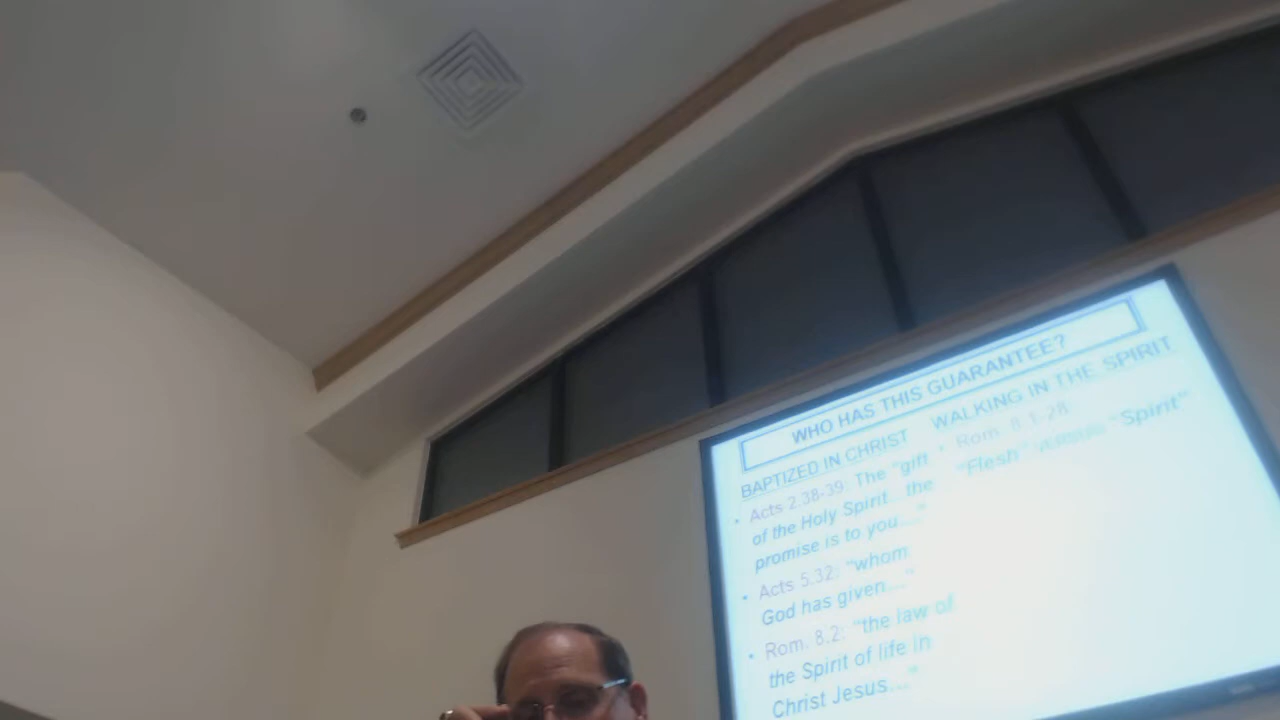 WHO HAS THIS GUARANTEE?
BAPTIZED IN CHRIST
• Acts 2.38-39: The "gift
of the Holy Spirit...the
promise is to you..."
• Acts 5.32: "whom
God has given..."
• Rom. 8.2: "the law of
the Spirit of life in
Christ Jesus..."
WALKING IN THE SPIRIT
• Rom. 8.1-28:
"Flesh" versus "Spirit"